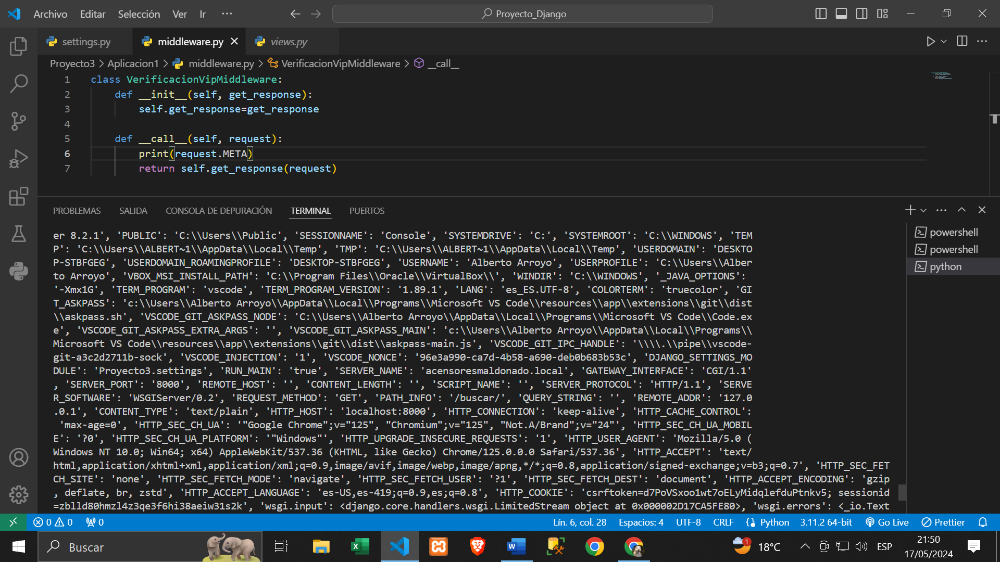 Archivo Editar Selección Ver Ir ··· Proyecto_Django
settings.py middleware.py views.py
Proyecto3 > Aplicacion1 > middleware.py > VerificacionVipMiddleware > __call__
1 class VerificacionVipMiddleware:
2 def __init__(self, get_response):
3 self.get_response=get_response
4
5 def __call__(self, request):
6 print(request.META)
7 return self.get_response(request)
PROBLEMAS SALIDA CONSOLA DE DEPURACIÓN TERMINAL PUERTOS
er 8.2.1', 'PUBLIC': 'C:\\Users\\Public', 'SESSIONNAME': 'Console', 'SYSTEMDRIVE': 'C:', 'SYSTEMROOT': 'C:\\WINDOWS', 'TEM
P': 'C:\\Users\\ALBERT~1\\AppData\\Local\\Temp', 'TMP': 'C:\\Users\\ALBERT~1\\AppData\\Local\\Temp', 'USERDOMAIN': 'DESKTO
P-STBFGEG', 'USERDOMAIN_ROAMINGPROFILE': 'DESKTOP-STBFGEG', 'USERNAME': 'Alberto Arroyo', 'USERPROFILE': 'C:\\Users\\Alber
to Arroyo', 'VBOX_MSI_INSTALL_PATH': 'C:\\Program Files\\Oracle\\VirtualBox\\', 'WINDIR': 'C:\\WINDOWS', '_JAVA_OPTIONS':
'-Xmx1G', 'TERM_PROGRAM': 'vscode', 'TERM_PROGRAM_VERSION': '1.89.1', 'LANG': 'es_ES.UTF-8', 'COLORTERM': 'truecolor', 'GI
T_ASKPASS': 'c:\\Users\\Alberto Arroyo\\AppData\\Local\\Programs\\Microsoft VS Code\\resources\\app\\extensions\\git\\dist
\\askpass.sh', 'VSCODE_GIT_ASKPASS_NODE': 'C:\\Users\\Alberto Arroyo\\AppData\\Local\\Programs\\Microsoft VS Code\\Code.ex
e', 'VSCODE_GIT_ASKPASS_EXTRA_ARGS': '', 'VSCODE_GIT_ASKPASS_MAIN': 'c:\\Users\\Alberto Arroyo\\AppData\\Local\\Programs\\
Microsoft VS Code\\resources\\app\\extensions\\git\\dist\\askpass-main.js', 'VSCODE_GIT_IPC_HANDLE': '\\\\.\\pipe\\vscode-
git-a3c2d2711b-sock', 'VSCODE_INJECTION': '1', 'VSCODE_NONCE': '96e3a990-ca7d-4b58-a690-deb0b683b53c', 'DJANGO_SETTINGS_MO
DULE': 'Proyecto3.settings', 'RUN_MAIN': 'true', 'SERVER_NAME': 'acensoresmaldonado.local', 'GATEWAY_INTERFACE': 'CGI/1.1'
, 'SERVER_PORT': '8000', 'REMOTE_HOST': '', 'CONTENT_LENGTH': '', 'SCRIPT_NAME': '', 'SERVER_PROTOCOL': 'HTTP/1.1', 'SERVE
R_SOFTWARE': 'WSGIServer/0.2', 'REQUEST_METHOD': 'GET', 'PATH_INFO': '/buscar/', 'QUERY_STRING': '', 'REMOTE_ADDR': '127.0
.0.1', 'CONTENT_TYPE': 'text/plain', 'HTTP_HOST': 'localhost:8000', 'HTTP_CONNECTION': 'keep-alive', 'HTTP_CACHE_CONTROL':
'max-age=0', 'HTTP_SEC_CH_UA': '"Google Chrome";v="125", "Chromium";v="125", "Not.A/Brand";v="24"', 'HTTP_SEC_CH_UA_MOBIL
E': '?0', 'HTTP_SEC_CH_UA_PLATFORM': '"Windows"', 'HTTP_UPGRADE_INSECURE_REQUESTS': '1', 'HTTP_USER_AGENT': 'Mozilla/5.0 (
Windows NT 10.0; Win64; x64) AppleWebKit/537.36 (KHTML, like Gecko) Chrome/125.0.0.0 Safari/537.36', 'HTTP_ACCEPT': 'text/
html,application/xhtml+xml,application/xml;q=0.9,image/avif,image/webp,image/apng,*/*;q=0.8,application/signed-exchange;v=b3;q=0.7', 'HTTP_SEC_FET
CH_SITE': 'none', 'HTTP_SEC_FETCH_MODE': 'navigate', 'HTTP_SEC_FETCH_USER': '?1', 'HTTP_SEC_FETCH_DEST': 'document', 'HTTP_ACCEPT_ENCODING': 'gzip
, deflate, br, zstd', 'HTTP_ACCEPT_LANGUAGE': 'es-US,es-419;q=0.9,es;q=0.8', 'HTTP_COOKIE': 'csrftoken=d7PoVSxoo1wt7oELyMidqlefduPtnkv5; sessionid
=zblld80hmzl4z3qe3f6hi38aeiw31s2k', 'wsgi.input': <django.core.handlers.wsgi.LimitedStream object at 0x000002D17CA5FE80>, 'wsgi.errors': <_io.Text
powershell
powershell
python
0 0 0 Lín. 6, col. 28 Espacios: 4 UTF-8 CRLF Python 3.11.2 64-bit Go Live Prettier
Buscar 1 18°C ESP 21:50
17/05/2024